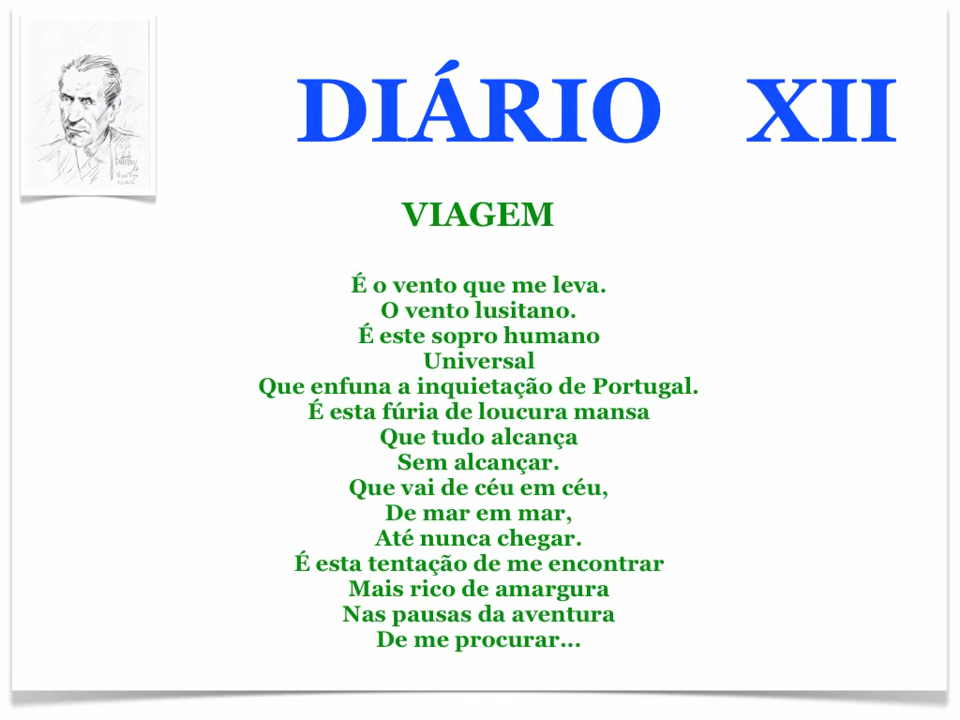 DIÁRIO XII
VIAGEM
É o vento que me leva.
O vento lusitano.
É este sopro humano
Universal
Que enfuna a inquietação de Portugal.
É esta fúria de loucura mansa
Que tudo alcança
Sem alcançar.
Que vai de céu em céu,
De mar em mar,
Até nunca chegar.
É esta tentação de me encontrar
Mais rico de amargura
Nas pausas da aventura
De me procurar...